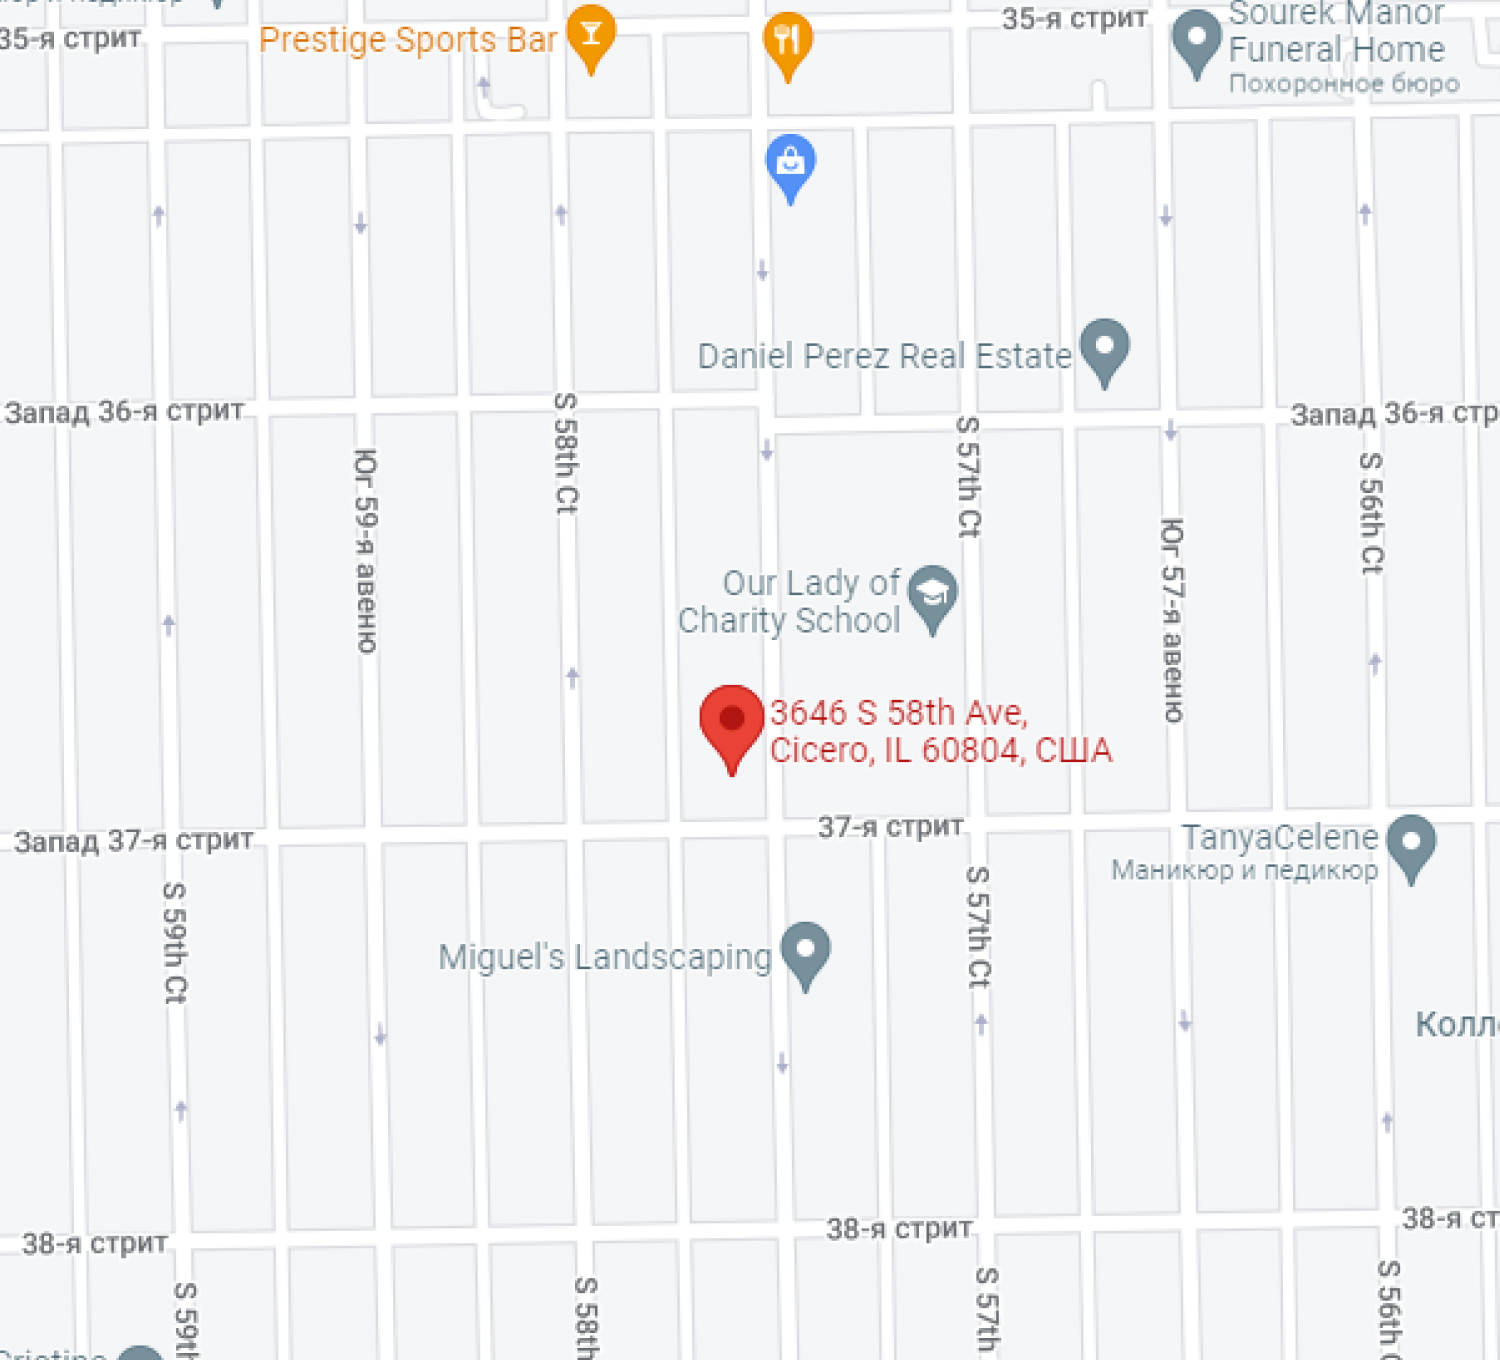 35-я стрит
Prestige Sports Bar
35-я стрит
Sourek Manor
Funeral Home
Похоронное бюро
Daniel Perez Real Estate
Запад 36-я стрит
Запад 36-я стр
S 58th Ct
S 57th Ct
Юг 59-я авеню
S 56th Ct
Юг 57-я авеню
Our Lady of
Charity School
3646 S 58th Ave,
Cicero, IL 60804, США
Запад 37-я стрит
37-я стрит
TanyaCelene
Маникюр и педикюр
S 59th Ct
S 57th Ct
Miguel's Landscaping
Колл
38-я стрит
38-я стрит
38-я ст
S 59th
S 58th
S 57th
S 56th C